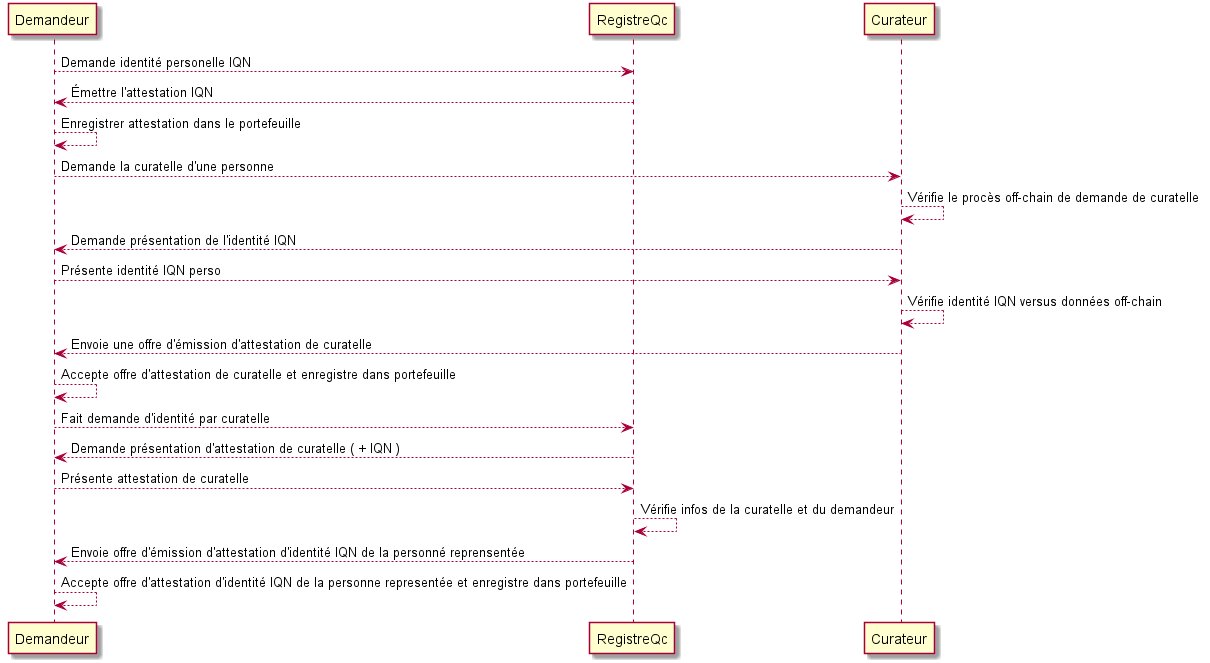 Demandeur
RegistreQc
Curateur
Demande identité personelle IQN
Émettre l'attestation IQN
Enregistrer attestation dans le portefeuille
Demande la curatelle d'une personne
Vérifie le procès off-chain de demande de curatelle
Demande présentation de l'identité IQN
Présente identité IQN perso
Vérifie identité IQN versus données off-chain
Envoie une offre d'émission d'attestation de curatelle
Accepte offre d'attestation de curatelle et enregistre dans portefeuille
Fait demande d'identité par curatelle
Demande présentation d'attestation de curatelle ( + IQN )
Présente attestation de curatelle
Vérifie infos de la curatelle et du demandeur
Envoie offre d'émission d'attestation d'identité IQN de la personné reprensentée
Accepte offre d'attestation d'identité IQN de la personne representée et enregistre dans portefeuille
Demandeur
RegistreQc
Curateur